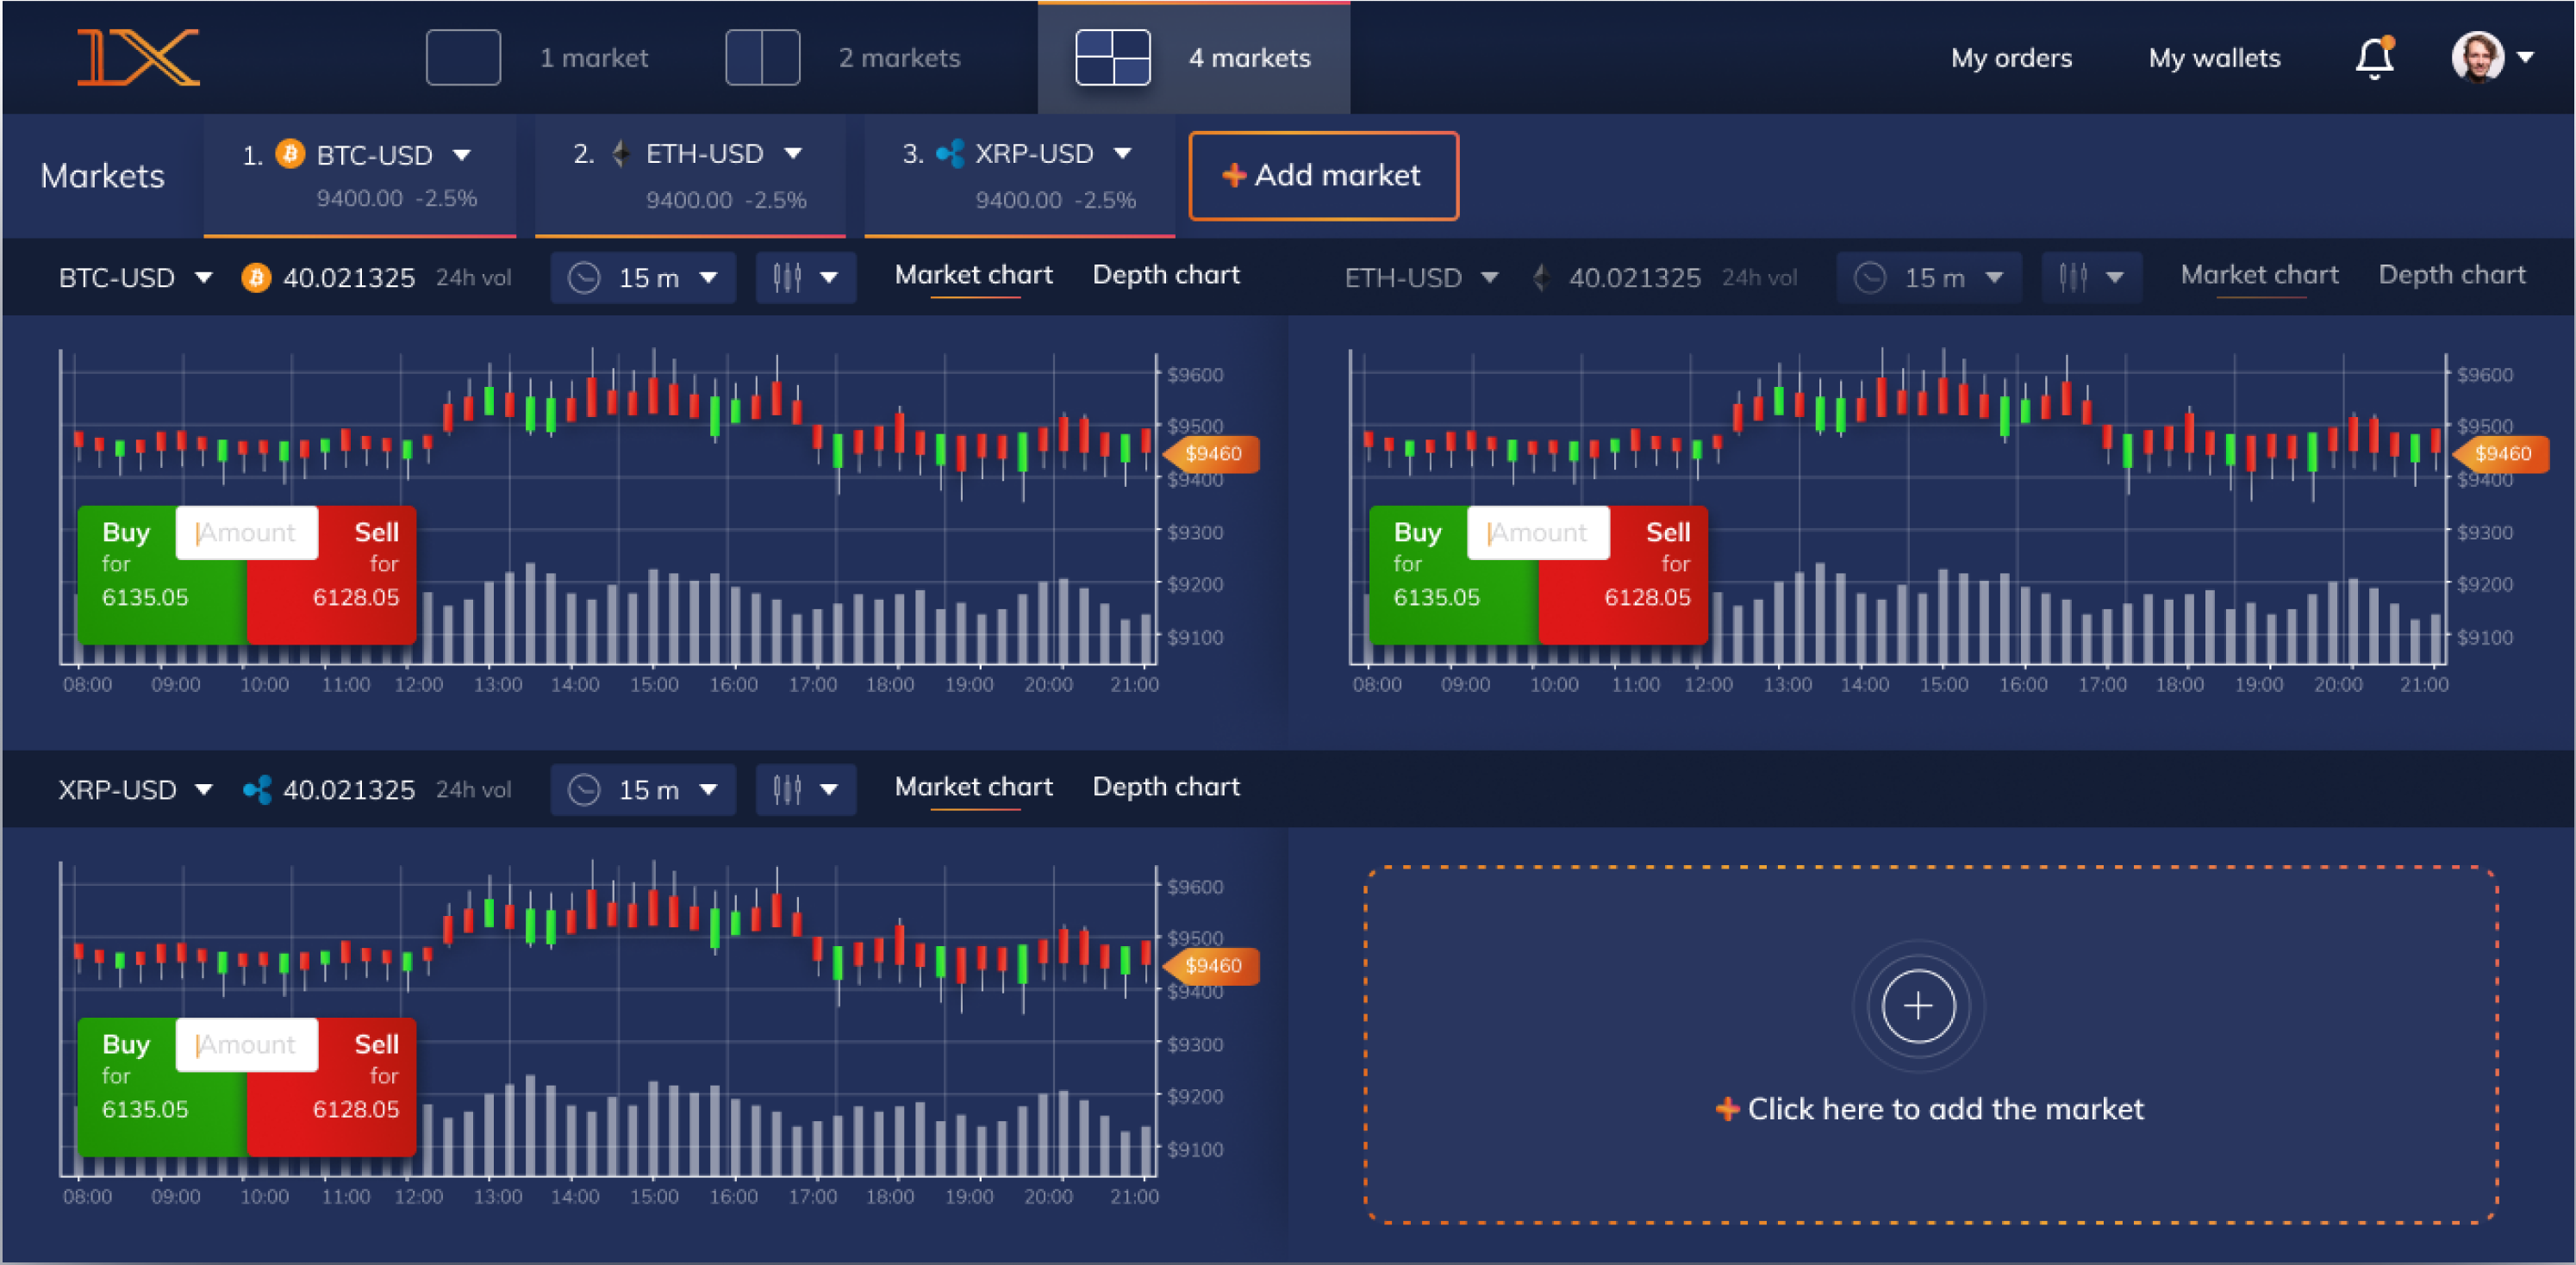 1X
1 market
2 markets
4 markets
My orders
My wallets
Markets
1. BTC-USD
9400.00 -2.5%
2. ETH-USD
9400.00 -2.5%
3. XRP-USD
9400.00 -2.5%
Add market
BTC-USD 40.021325 24h vol 15 m Market chart Depth chart
$9600
$9500
$9460
$9400
$9300
$9200
$9100
Buy Amount Sell
for for
6135.05 6128.05
08:00 09:00 10:00 11:00 12:00 13:00 14:00 15:00 16:00 17:00 18:00 19:00 20:00 21:00
ETH-USD 40.021325 24h vol 15 m Market chart Depth chart
$9600
$9500
$9460
$9400
$9300
$9200
$9100
Buy Amount Sell
for for
6135.05 6128.05
08:00 09:00 10:00 11:00 12:00 13:00 14:00 15:00 16:00 17:00 18:00 19:00 20:00 21:00
XRP-USD 40.021325 24h vol 15 m Market chart Depth chart
$9600
$9500
$9460
$9400
$9300
$9200
$9100
Buy Amount Sell
for for
6135.05 6128.05
08:00 09:00 10:00 11:00 12:00 13:00 14:00 15:00 16:00 17:00 18:00 19:00 20:00 21:00
Click here to add the market